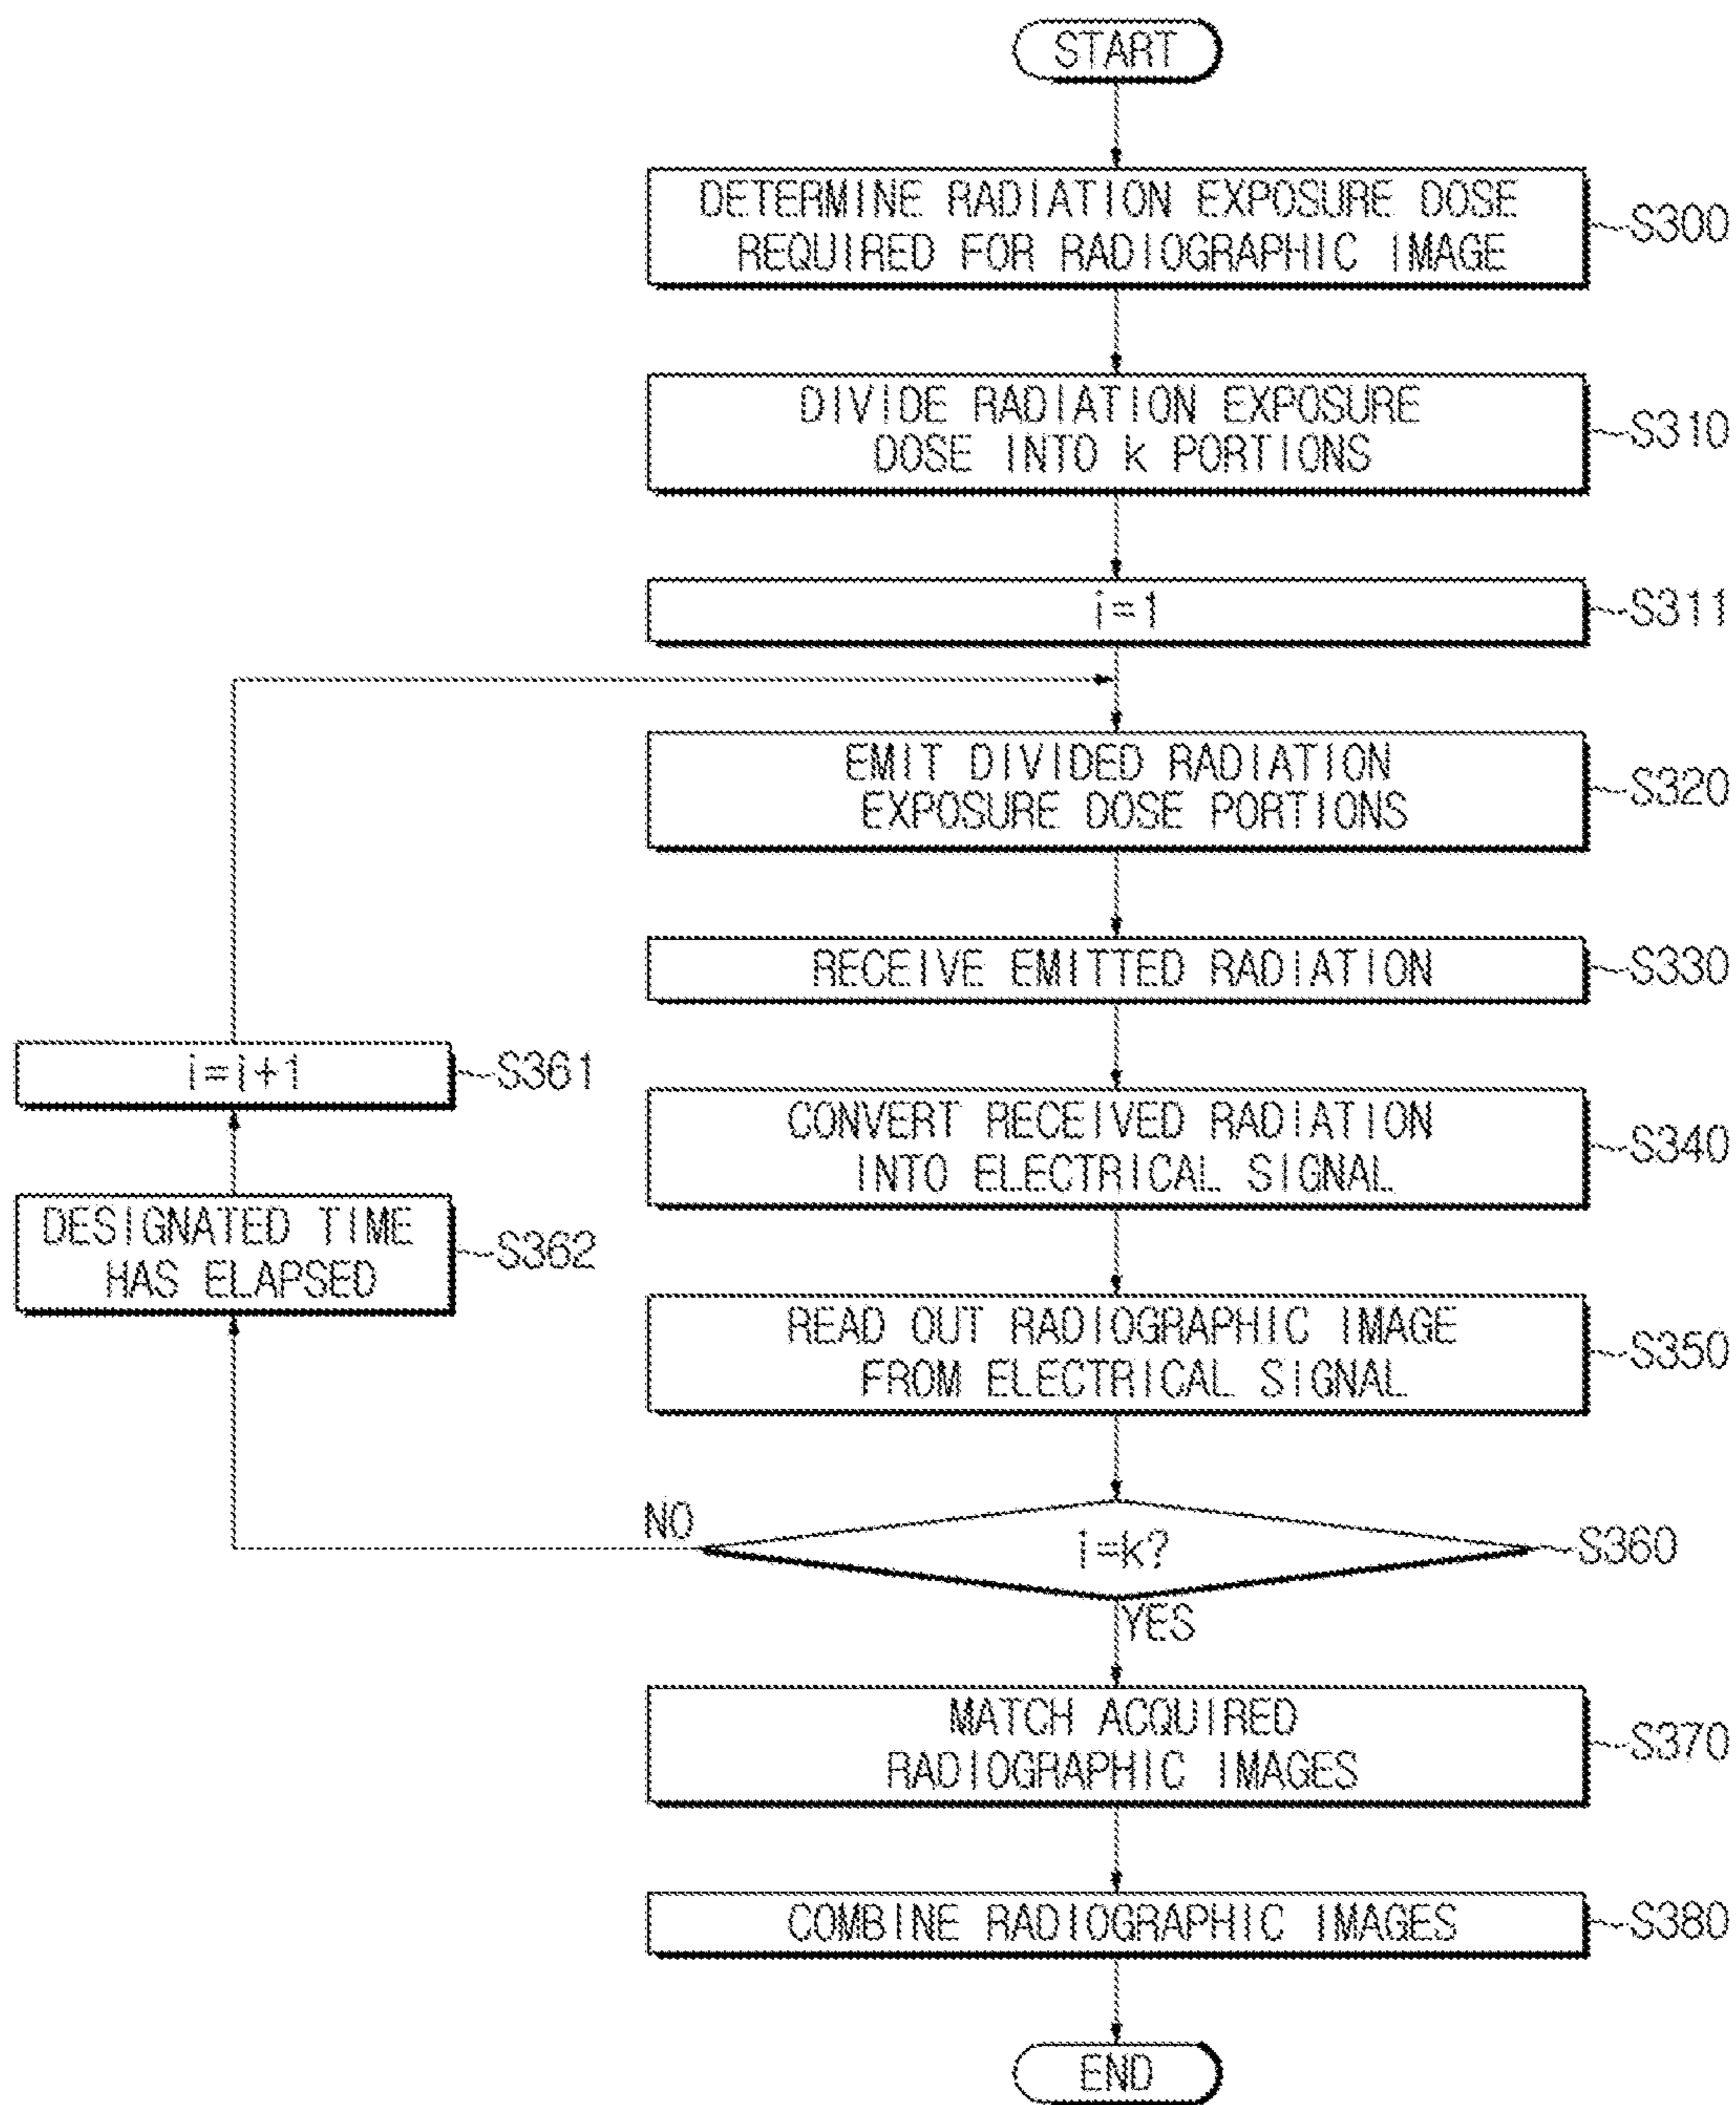 START
DETERMINE RADIATION EXPOSURE DOSE
REQUIRED FOR RADIOGRAPHIC IMAGE
S300
DIVIDE RADIATION EXPOSURE
DOSE INTO k PORTIONS
S310
i=1
S311
EMIT DIVIDED RADIATION
EXPOSURE DOSE PORTIONS
S320
RECEIVE EMITTED RADIATION
S330
i=i+1
S361
CONVERT RECEIVED RADIATION
INTO ELECTRICAL SIGNAL
S340
DESIGNATED TIME
HAS ELAPSED
S362
READ OUT RADIOGRAPHIC IMAGE
FROM ELECTRICAL SIGNAL
S350
NO
i=k?
S360
YES
MATCH ACQUIRED
RADIOGRAPHIC IMAGES
S370
COMBINE RADIOGRAPHIC IMAGES
S380
END